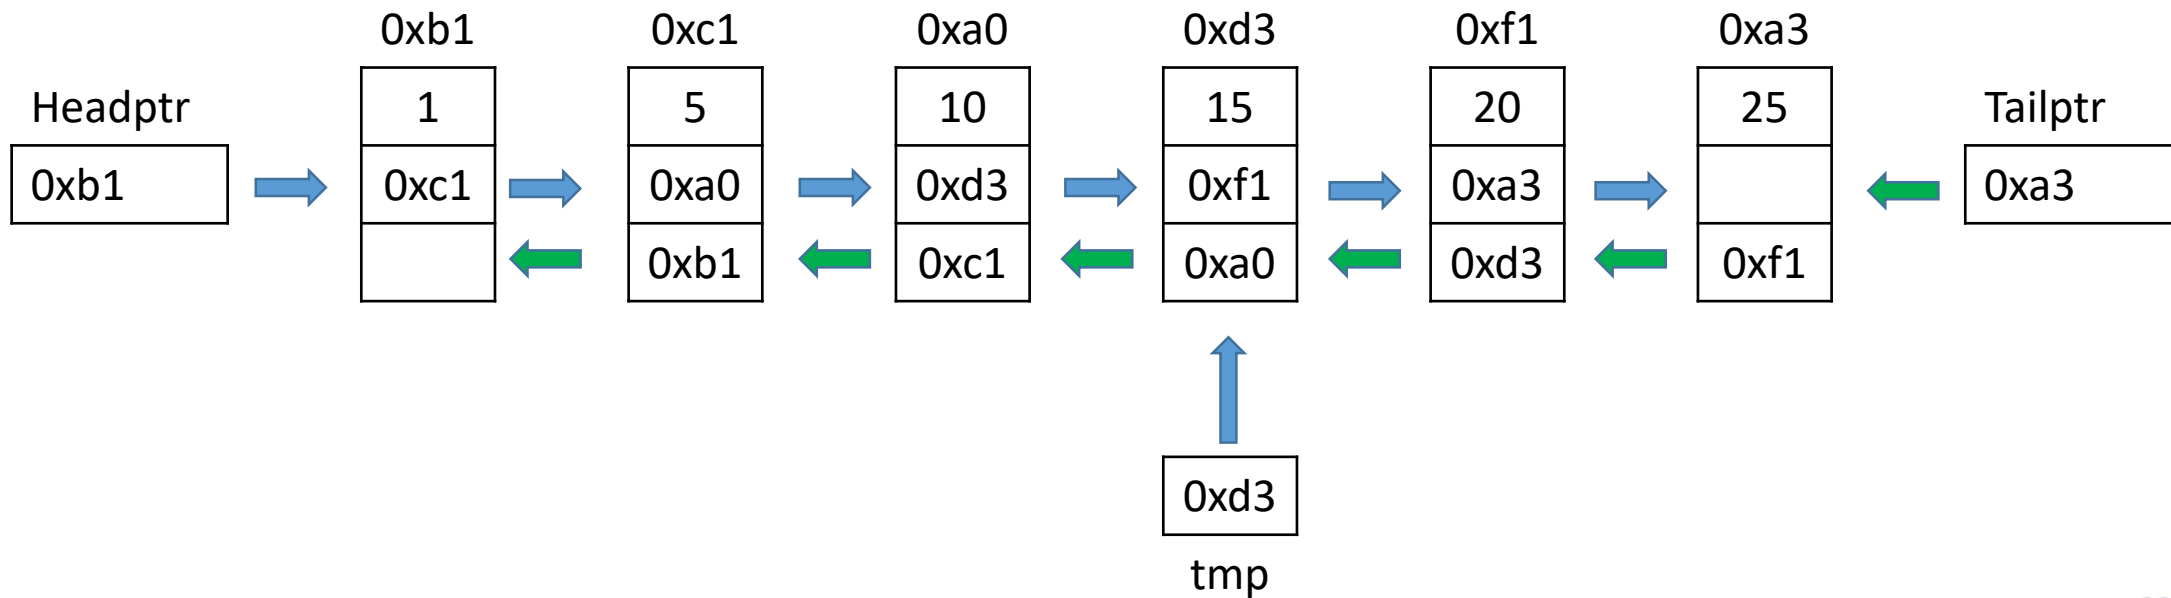 0xb1 0xc1 0xa0 0xd3 0xf1 0xa3
Headptr 1 5 10 15 20 25 Tailptr
0xb1 0xc1 0xa0 0xd3 0xf1 0xa3 0xa3
0xb1 0xc1 0xa0 0xd3 0xf1
0xd3
tmp